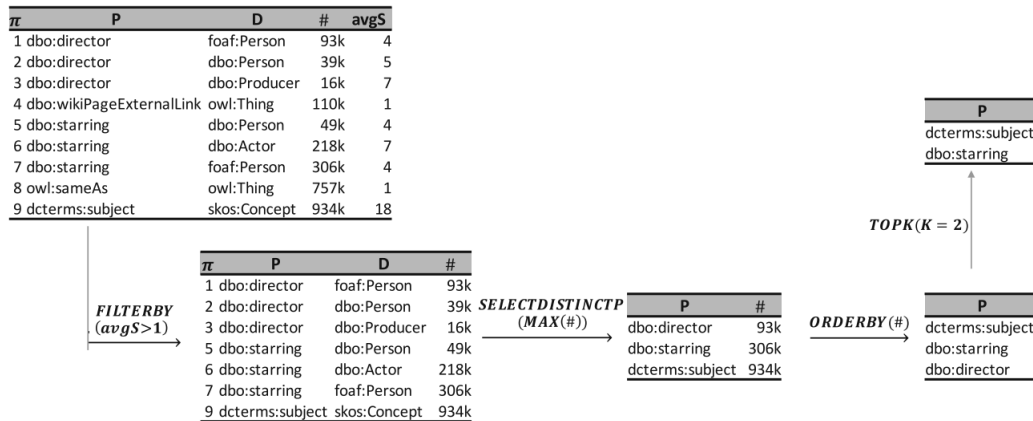 π P D # avgS
1 dbo:director foaf:Person 93k 4
2 dbo:director dbo:Person 39k 5
3 dbo:director dbo:Producer 16k 7
4 dbo:wikiPageExternalLink owl:Thing 110k 1
5 dbo:starring dbo:Person 49k 4
6 dbo:starring dbo:Actor 218k 7
7 dbo:starring foaf:Person 306k 4
8 owl:sameAs owl:Thing 757k 1
9 dcterms:subject skos:Concept 934k 18
FILTERBY
(avgS>1)
π P D #
1 dbo:director foaf:Person 93k
2 dbo:director dbo:Person 39k
3 dbo:director dbo:Producer 16k
5 dbo:starring dbo:Person 49k
6 dbo:starring dbo:Actor 218k
7 dbo:starring foaf:Person 306k
9 dcterms:subject skos:Concept 934k
SELECTDISTINCTP
(MAX(#))
P #
dbo:director 93k
dbo:starring 306k
dcterms:subject 934k
ORDERBY(#)
P
dcterms:subject
dbo:starring
dbo:director
TOPK(K = 2)
P
dcterms:subject
dbo:starring